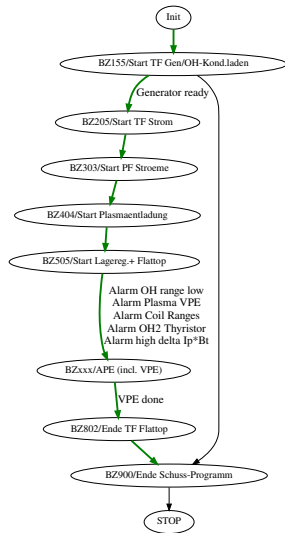 Init
BZ155/Start TF Gen/OH-Kond.laden
Generator ready
BZ205/Start TF Strom
BZ303/Start PF Stroeme
BZ404/Start Plasmaentladung
BZ505/Start Lagereg.+ Flattop
Alarm OH range low
Alarm Plasma VPE
Alarm Coil Ranges
Alarm OH2 Thyristor
Alarm high delta Ip*Bt
BZxxx/APE (incl. VPE)
VPE done
BZ802/Ende TF Flattop
BZ900/Ende Schuss-Programm
STOP